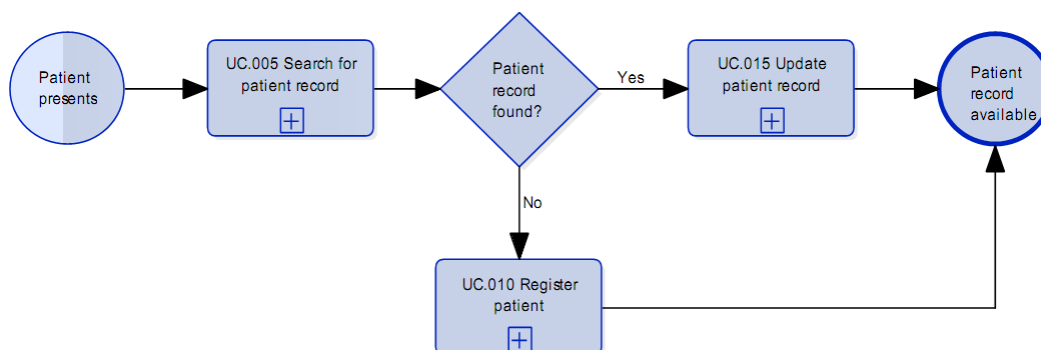 Patient
presents
UC.005 Search for
patient record
Patient
record
found?
Yes
UC.015 Update
patient record
Patient
record
available
No
UC.010 Register
patient